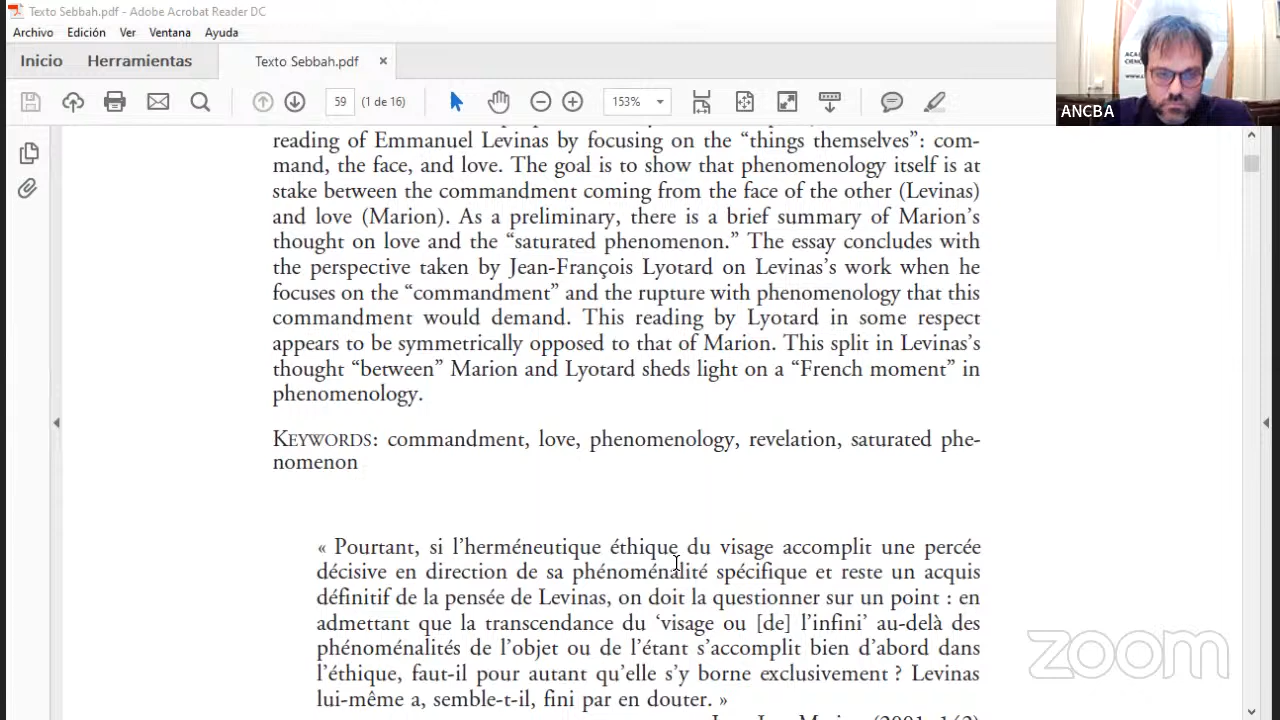 Texto Sebbah.pdf - Adobe Acrobat Reader DC
Archivo Edición Ver Ventana Ayuda
Inicio Herramientas Texto Sebbah.pdf ×
59 (1 de 16) 153%
ANCBA
reading of Emmanuel Levinas by focusing on the “things themselves”: com-
mand, the face, and love. The goal is to show that phenomenology itself is at
stake between the commandment coming from the face of the other (Levinas)
and love (Marion). As a preliminary, there is a brief summary of Marion’s
thought on love and the “saturated phenomenon.” The essay concludes with
the perspective taken by Jean-François Lyotard on Levinas’s work when he
focuses on the “commandment” and the rupture with phenomenology that this
commandment would demand. This reading by Lyotard in some respect
appears to be symmetrically opposed to that of Marion. This split in Levinas’s
thought “between” Marion and Lyotard sheds light on a “French moment” in
phenomenology.
KEYWORDS: commandment, love, phenomenology, revelation, saturated phe-
nomenon
« Pourtant, si l’herméneutique éthique du visage accomplit une percée
décisive en direction de sa phénoménalité spécifique et reste un acquis
définitif de la pensée de Levinas, on doit la questionner sur un point : en
admettant que la transcendance du ‘visage ou [de] l’infini’ au-delà des
phénoménalités de l’objet ou de l’étant s’accomplit bien d’abord dans
l’éthique, faut-il pour autant qu’elle s’y borne exclusivement ? Levinas
lui-même a, semble-t-il, fini par en douter. »
zoom